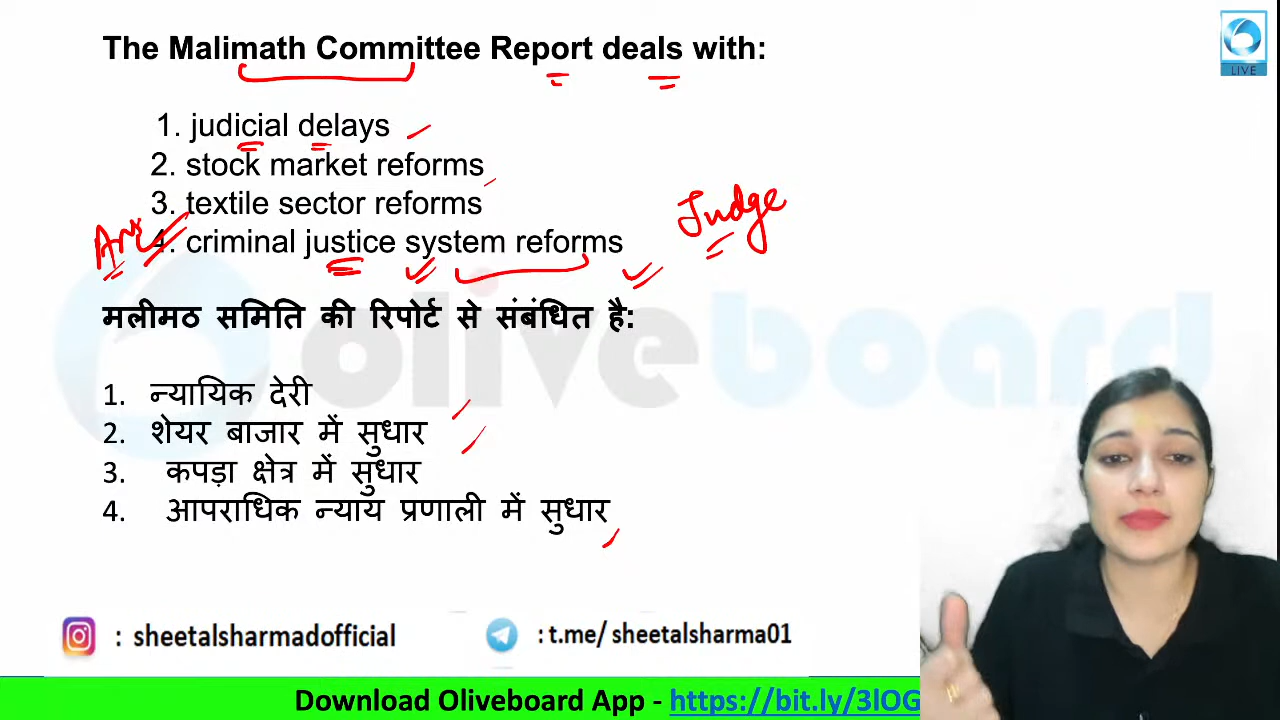 The Malimath Committee Report deals with:
LIVE
1. judicial delays
2. stock market reforms
3. textile sector reforms
Judge
Ans
4. criminal justice system reforms
oliveboard
मलीमठ समिति की रिपोर्ट से संबंधित है:
1. न्यायिक देरी
2. शेयर बाजार में सुधार
3. कपड़ा क्षेत्र में सुधार
4. आपराधिक न्याय प्रणाली में सुधार
: sheetalsharmadofficial
: t.me/ sheetalsharma01
Download Oliveboard App - https://bit.ly/3lOG